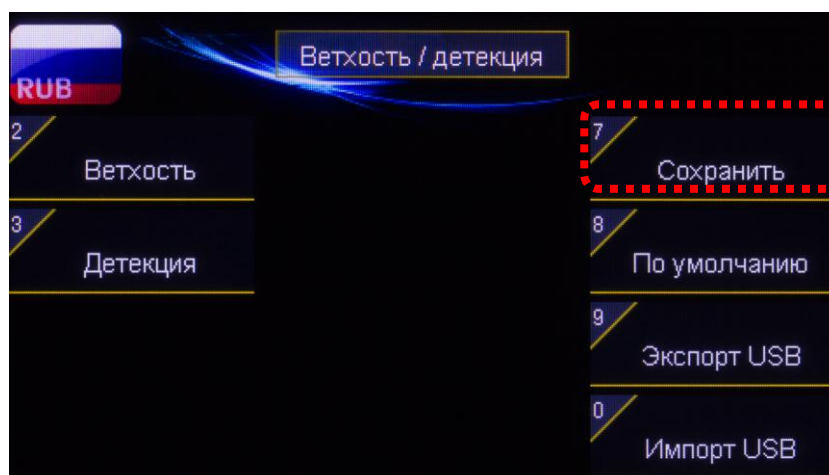 RUB
Ветхость / детекция
2
Ветхость
3
Детекция
7
Сохранить
8
По умолчанию
9
Экспорт USB
0
Импорт USB